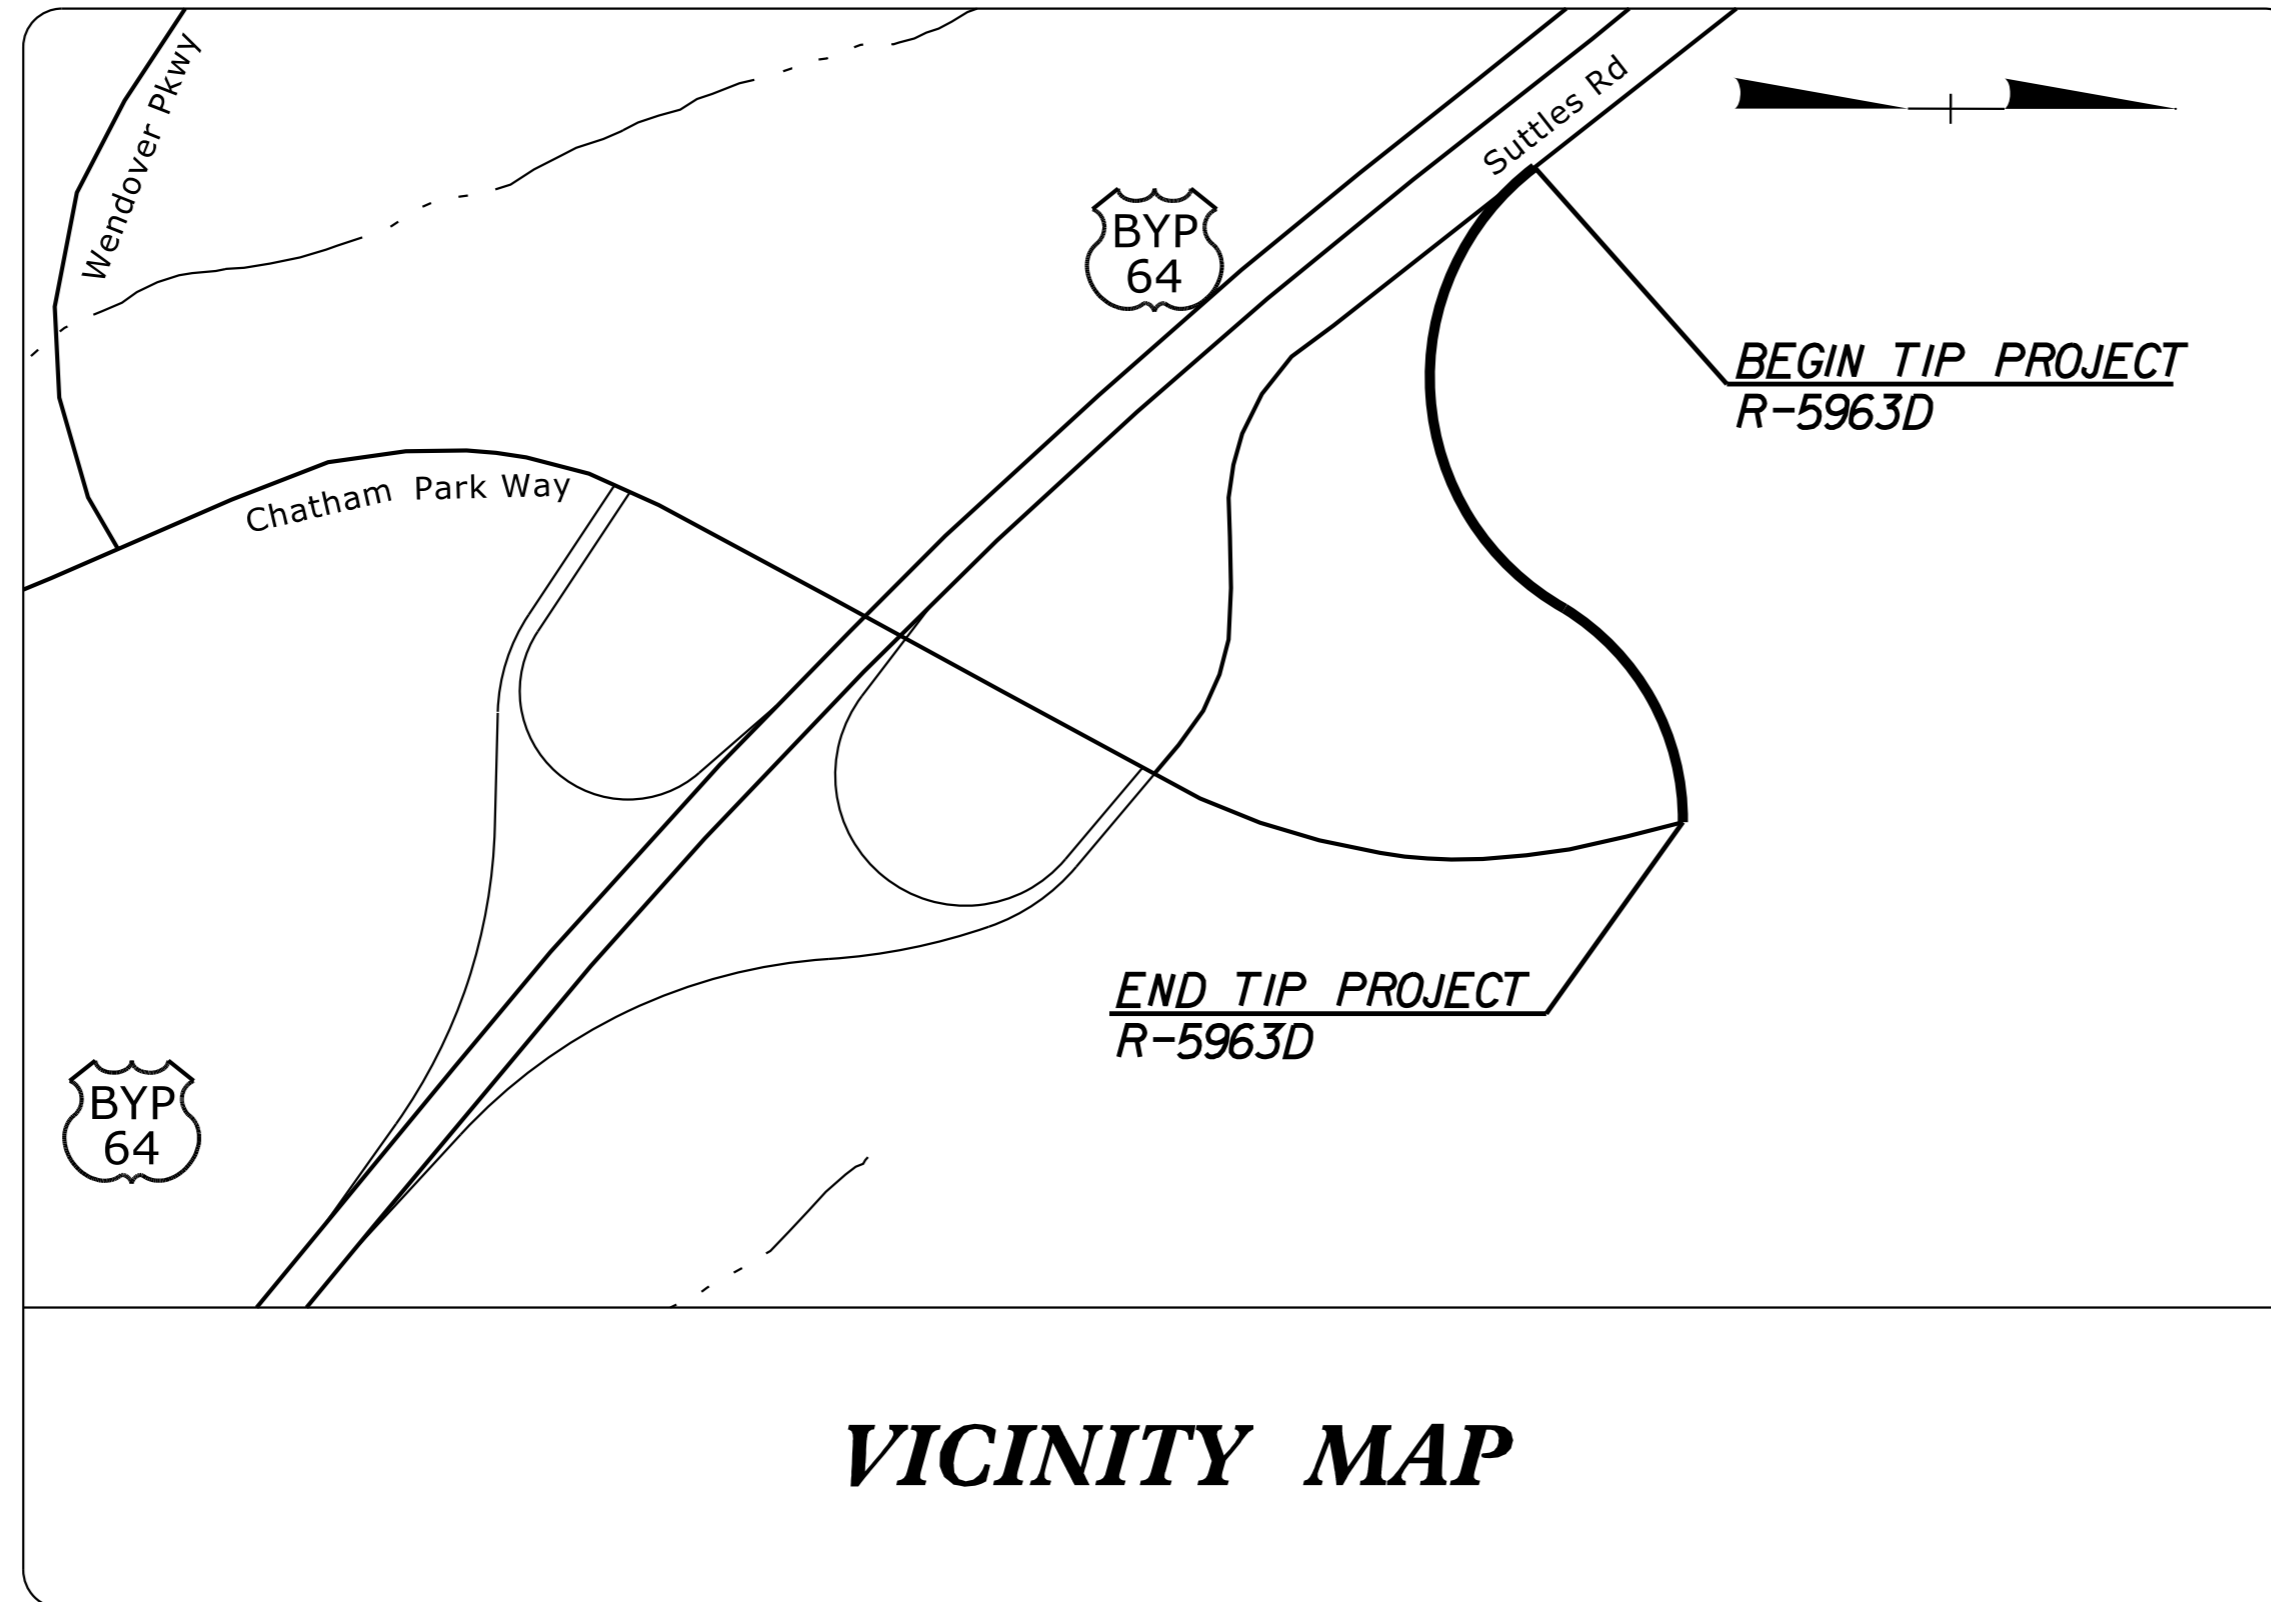 Wendover Pkwy
Suttles Rd
BYP
64
BEGIN TIP PROJECT
R-5963D
Chatham Park Way
END TIP PROJECT
R-5963D
BYP
64
VICINITY MAP